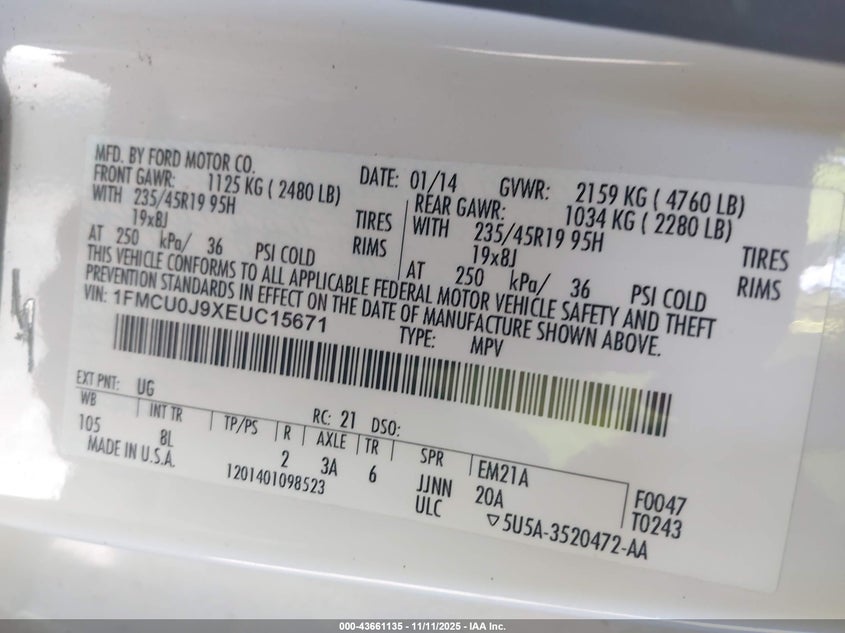 MFD. BY FORD MOTOR CO. DATE: 01/14 GVWR: 2159 KG ( 4760 LB)
FRONT GAWR: 1125 KG ( 2480 LB) REAR GAWR: 1034 KG ( 2280 LB)
WITH 235/45R19 95H TIRES WITH 235/45R19 95H TIRES
19x8J RIMS 19x8J RIMS
AT 250 kPa/ 36 PSI COLD AT 250 kPa/ 36 PSI COLD
THIS VEHICLE CONFORMS TO ALL APPLICABLE FEDERAL MOTOR VEHICLE SAFETY AND THEFT
PREVENTION STANDARDS IN EFFECT ON THE DATE OF MANUFACTURE SHOWN ABOVE.
VIN: 1FMCU0J9XEUC15671 TYPE: MPV
EXT PNT: UG RC: 21 DSO:
WB INT TR TP/PS R AXLE TR SPR EM21A F0047
105 8L 2 3A 6 JJNN 20A T0243
MADE IN U.S.A. 1201401098523 ULC ▽5U5A-3520472-AA
000-43661135 - 11/11/2025 - IAA Inc.